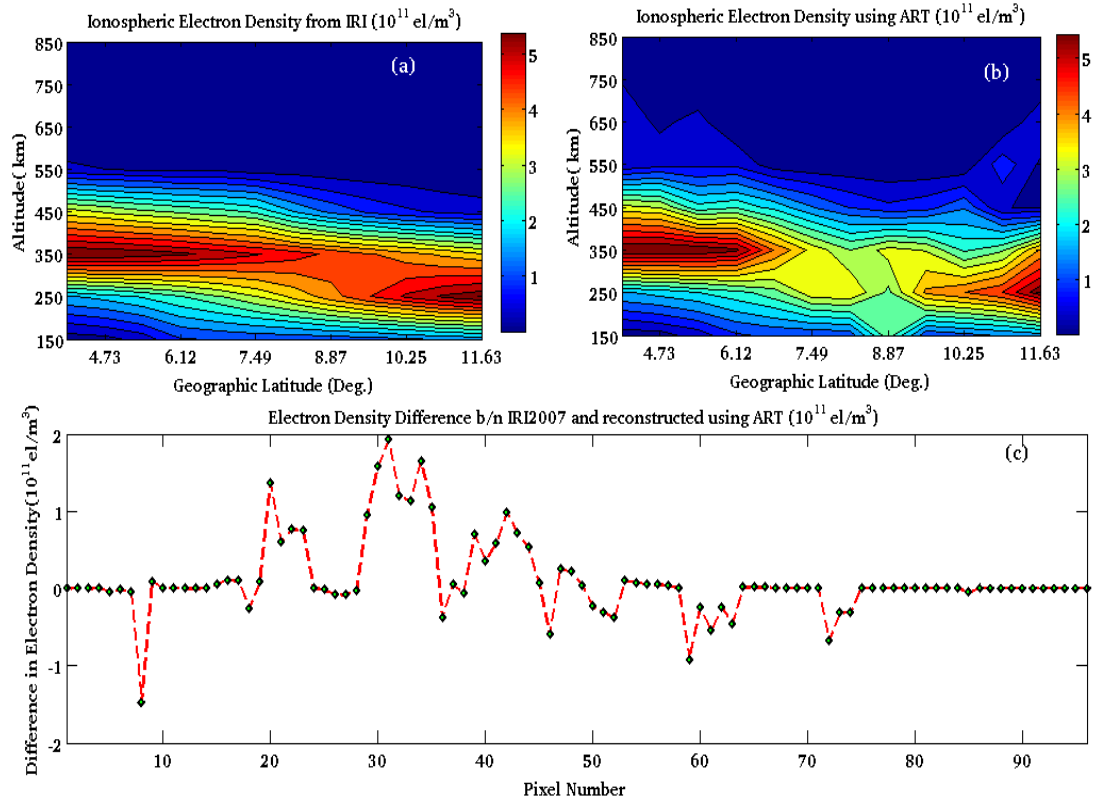 Ionospheric Electron Density from IRI (10^11 el/m^3)
Ionospheric Electron Density using ART (10^11 el/m^3)
(a)
850
750
650
550
450
350
250
150
Altitude( km)
4.73 6.12 7.49 8.87 10.25 11.63
Geographic Latitude (Deg.)
5
4
3
2
1
(b)
850
750
650
550
450
350
250
150
Altitude( km)
4.73 6.12 7.49 8.87 10.25 11.63
Geographic Latitude (Deg.)
5
4
3
2
1
Electron Density Difference b/n IRI2007 and reconstructed using ART (10^11 el/m^3)
(c)
2
1
0
-1
-2
Difference in Electron Density(10^11 el/m^3)
10 20 30 40 50 60 70 80 90
Pixel Number